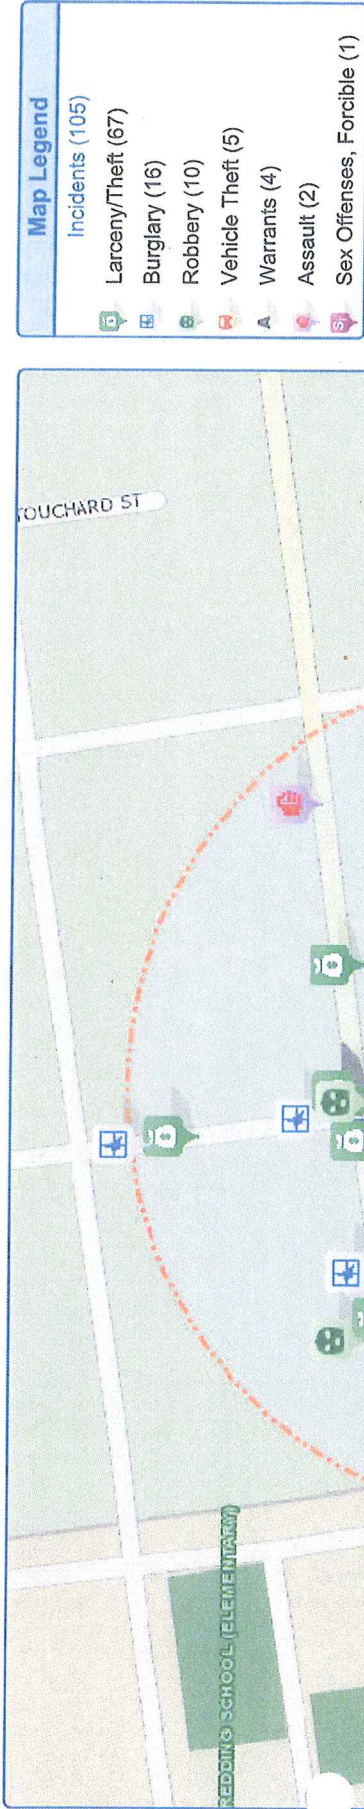 Map Legend
Incidents (105)
Larceny/Theft (67)
Burglary (16)
Robbery (10)
Vehicle Theft (5)
Warrants (4)
Assault (2)
Sex Offenses, Forcible (1)
TOUCHARD ST
REDDING SCHOOL (ELEMENTARY)